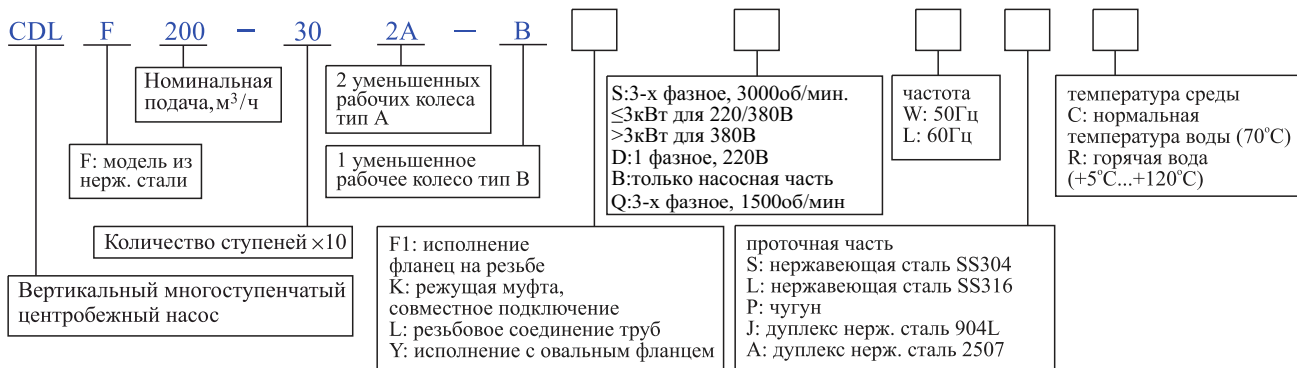 CDL F 200 - 30 2A - B
Номинальная
подача,м³/ч
2 уменьшенных
рабочих колеса
тип А
S:3-х фазное, 3000об/мин.
≤3кВт для 220/380В
>3кВт для 380В
D:1 фазное, 220В
В:только насосная часть
Q:3-х фазное, 1500об/мин
частота
W: 50Гц
L: 60Гц
температура среды
С: нормальная
температура воды (70°С)
R: горячая вода
(+5°С...+120°С)
F: модель из
нерж. стали
1 уменьшенное
рабочее колесо тип В
Количество ступеней ×10
F1: исполнение
фланец на резьбе
K: режущая муфта,
совместное подключение
L: резьбовое соединение труб
Y: исполнение с овальным фланцем
проточная часть
S: нержавеющая сталь SS304
L: нержавеющая сталь SS316
P: чугун
J: дуплекс нерж. сталь 904L
A: дуплекс нерж. сталь 2507
Вертикальный многоступенчатый
центробежный насос